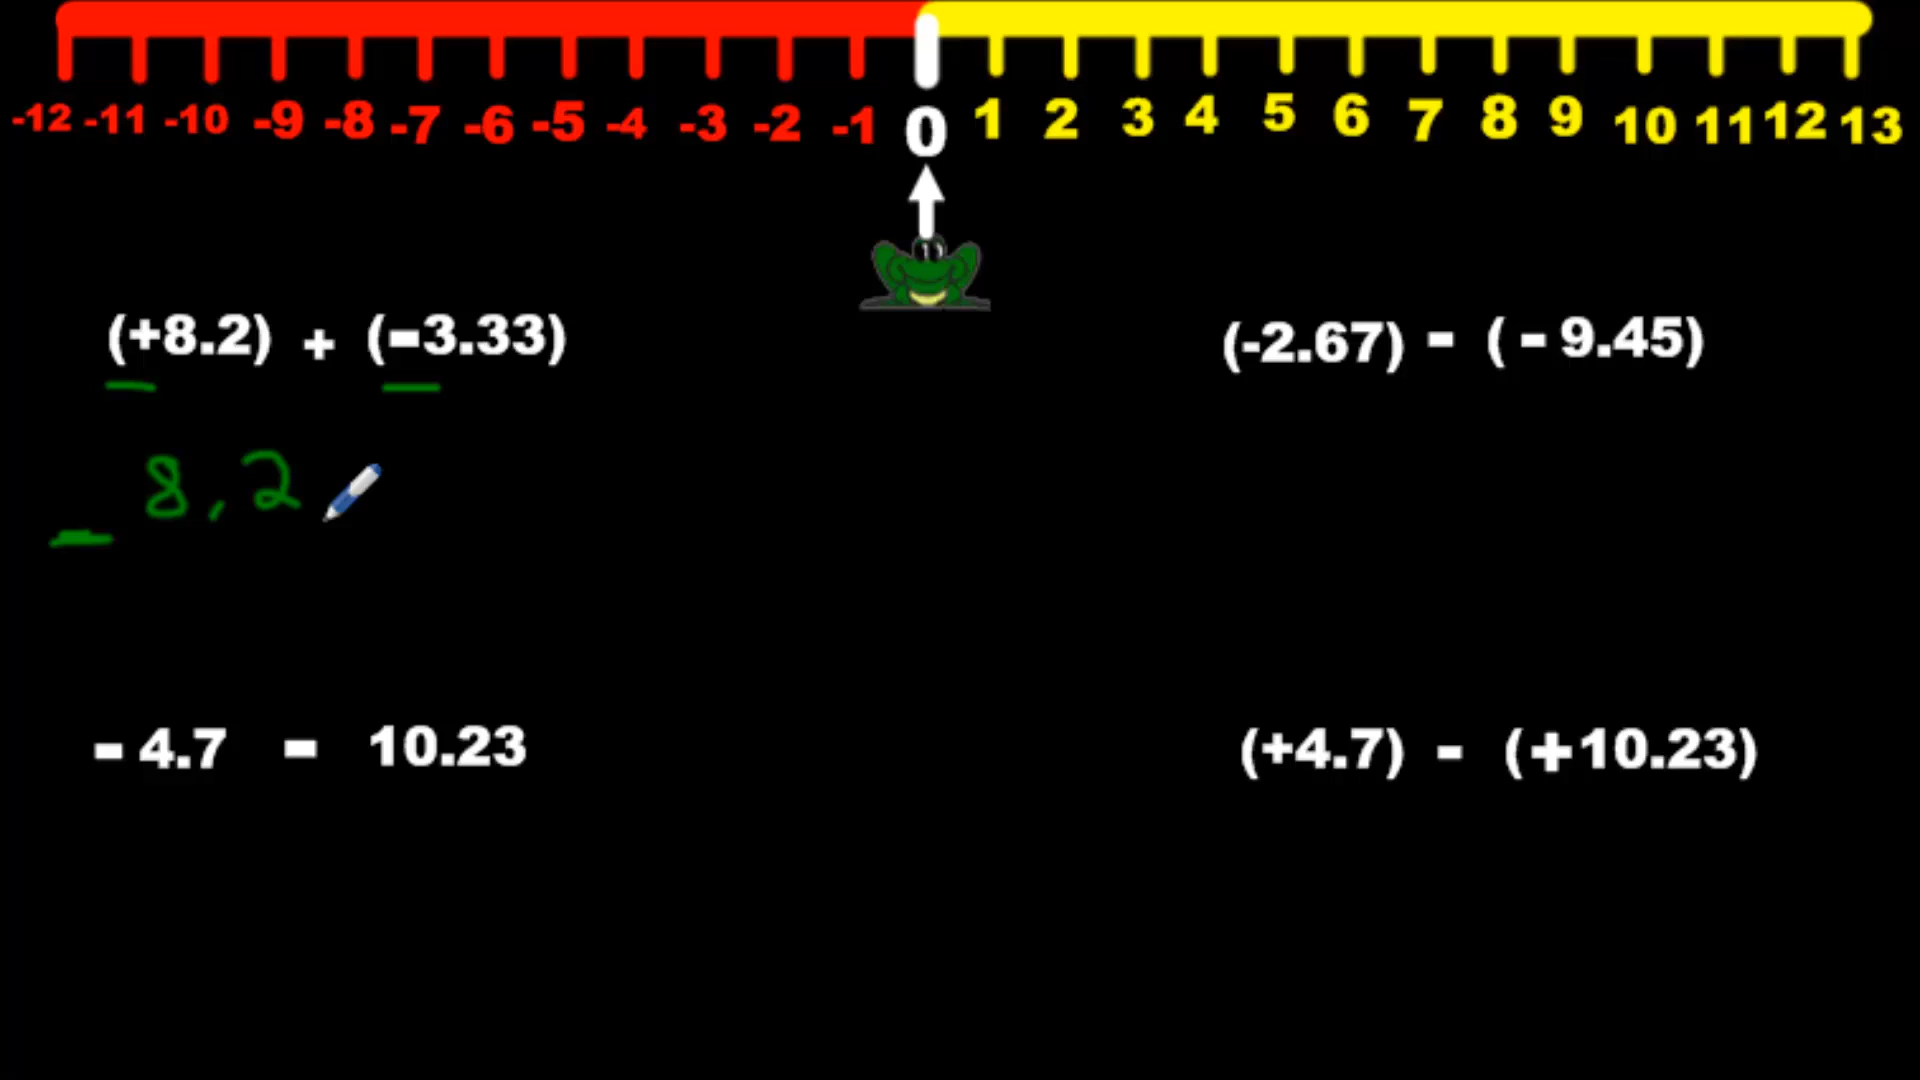 -12 -11 -10 -9 -8 -7 -6 -5 -4 -3 -2 -1 0 1 2 3 4 5 6 7 8 9 10 11 12 13
(+8.2) + (-3.33)
(-2.67) - ( - 9.45)
8,2
-
- 4.7 - 10.23
(+4.7) - (+10.23)